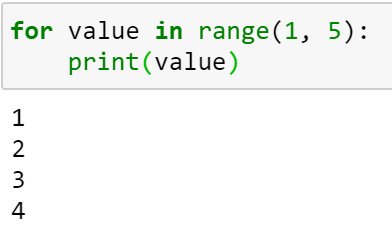 for value in range(1, 5):
    print(value)
1
2
3
4